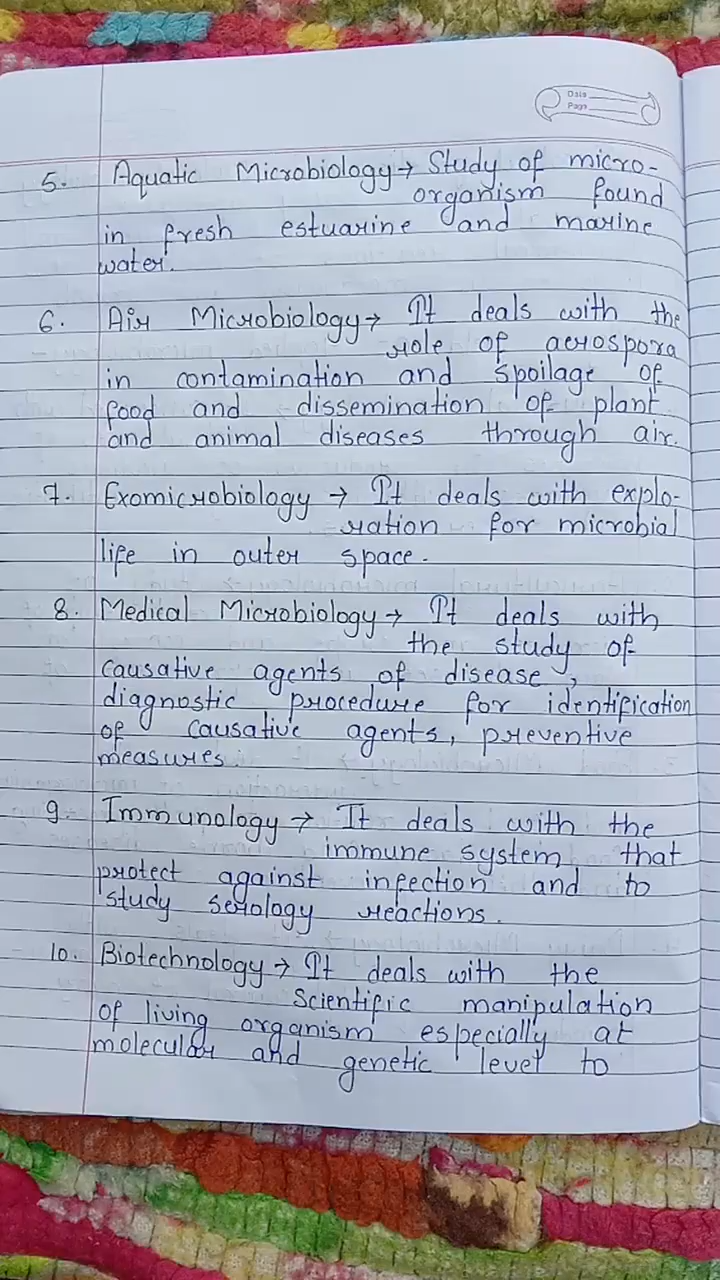 Date
Page
5. Aquatic Microbiology → Study of micro-
organism found
in fresh estuarine and marine
water.
6. Air Microbiology → It deals with the
role of aerospora
in contamination and spoilage of
food and dissemination of plant
and animal diseases through air.
7. Exomicrobiology → It deals with explo-
ration for microbial
life in outer space.
8. Medical Microbiology → It deals with
the study of
causative agents of disease,
diagnostic procedure for identification
of causative agents, preventive
measures.
9. Immunology → It deals with the
immune system that
protect against infection and to
study serology reactions.
10. Biotechnology → It deals with the
Scientific manipulation
of living organism especially at
molecular and genetic level to